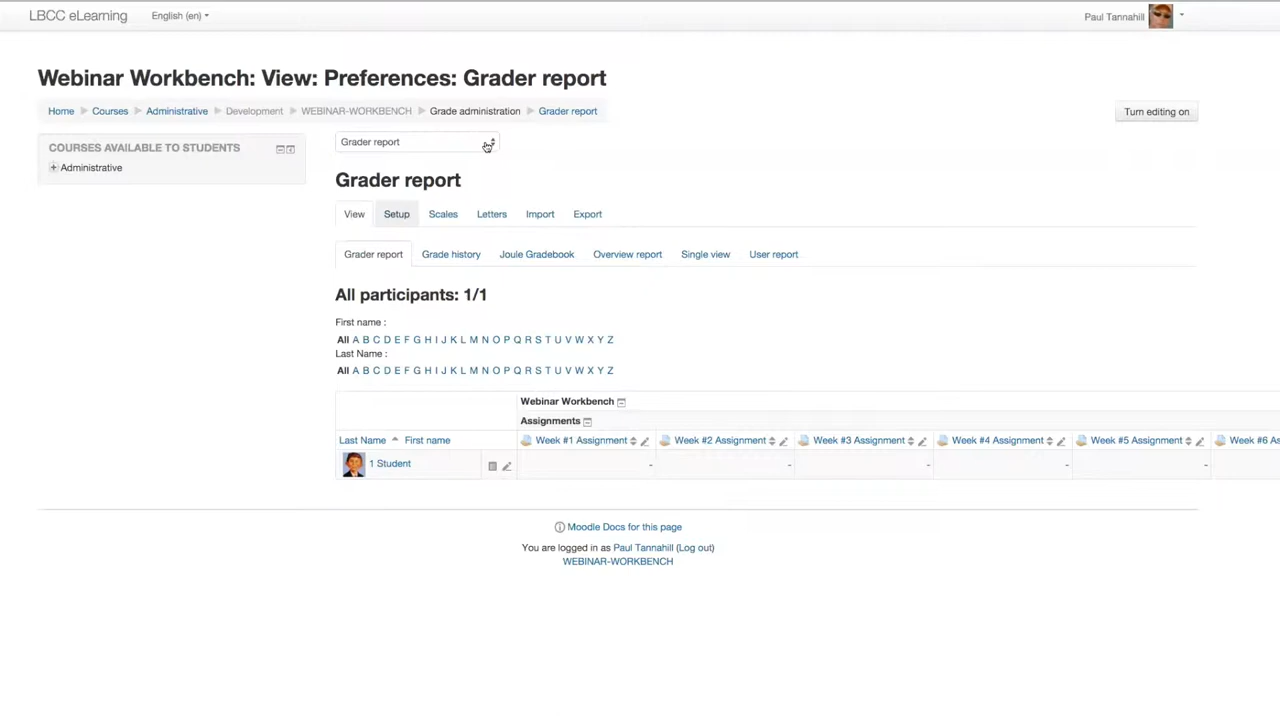 LBCC eLearning English (en) Paul Tannahill
Webinar Workbench: View: Preferences: Grader report
Home Courses Administrative Development WEBINAR-WORKBENCH Grade administration Grader report Turn editing on
COURSES AVAILABLE TO STUDENTS
Administrative
Grader report
Grader report
View Setup Scales Letters Import Export
Grader report Grade history Joule Gradebook Overview report Single view User report
All participants: 1/1
First name :
All A B C D E F G H I J K L M N O P Q R S T U V W X Y Z
Last Name :
All A B C D E F G H I J K L M N O P Q R S T U V W X Y Z
Webinar Workbench
Assignments
Last Name First name Week #1 Assignment Week #2 Assignment Week #3 Assignment Week #4 Assignment Week #5 Assignment Week #6 As
1 Student - - - - -
Moodle Docs for this page
You are logged in as Paul Tannahill (Log out)
WEBINAR-WORKBENCH